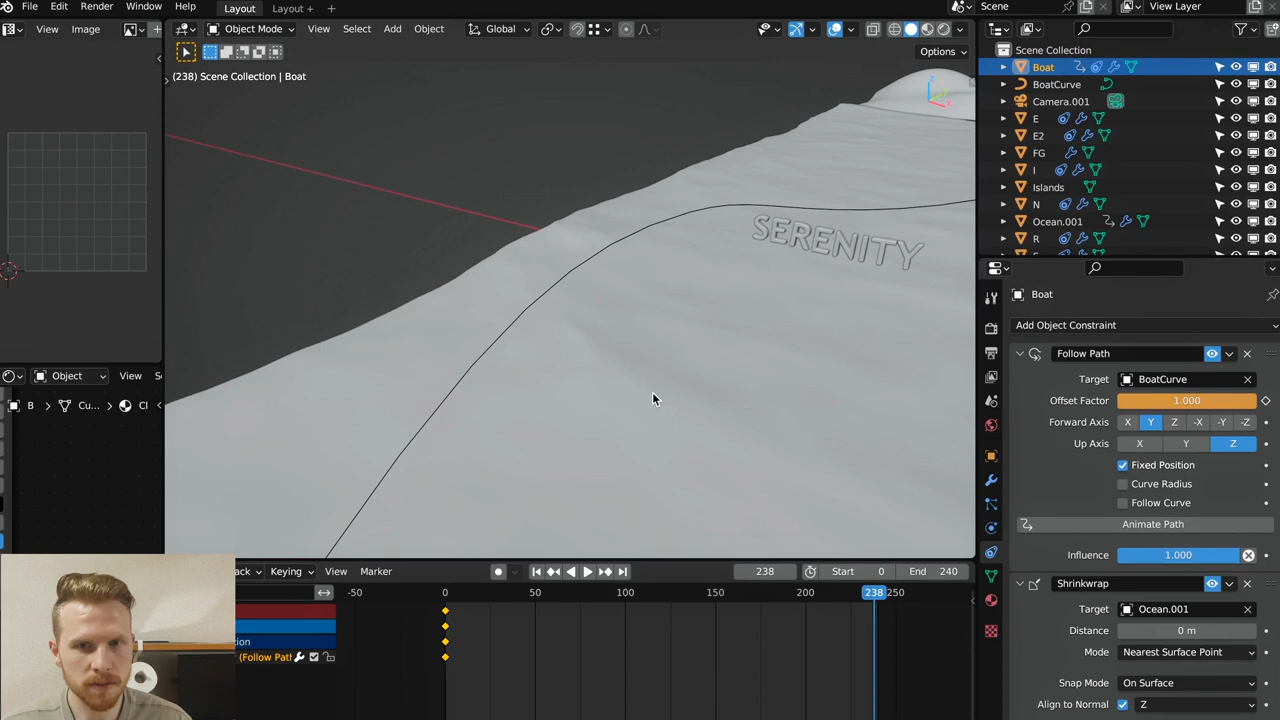 File Edit Render Window Help
Layout Layout + +
Scene
View Layer
View Image
Object Mode
View Select Add Object
Global
Options
(238) Scene Collection | Boat
SERENITY
Scene Collection
Boat
BoatCurve
Camera.001
E
E2
FG
I
Islands
N
Ocean.001
R
Boat
Add Object Constraint
Follow Path
Target BoatCurve
Offset Factor 1.000
Forward Axis X Y Z -X -Y -Z
Up Axis X Y Z
Fixed Position
Curve Radius
Follow Curve
Animate Path
Influence 1.000
Shrinkwrap
Target Ocean.001
Distance 0 m
Mode Nearest Surface Point
Snap Mode On Surface
Align to Normal Z
Object View
B Cu... Cl
ack Keying View Marker
238 Start 0 End 240
-50 0 50 100 150 200 238 250
tion
(Follow Path